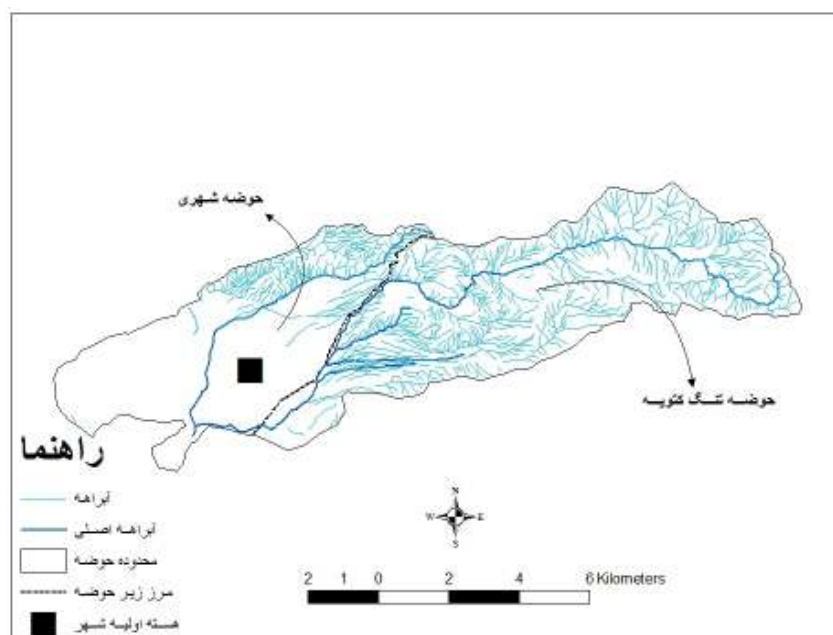 حوضه شهری
حوضه تنگ کتویه
راهنما
آبراهه
آبراهه اصلی
محدوده حوضه
مرز زیر حوضه
هسته اولیه شهر
N
W E
S
2 1 0 2 4 6 Kilometers